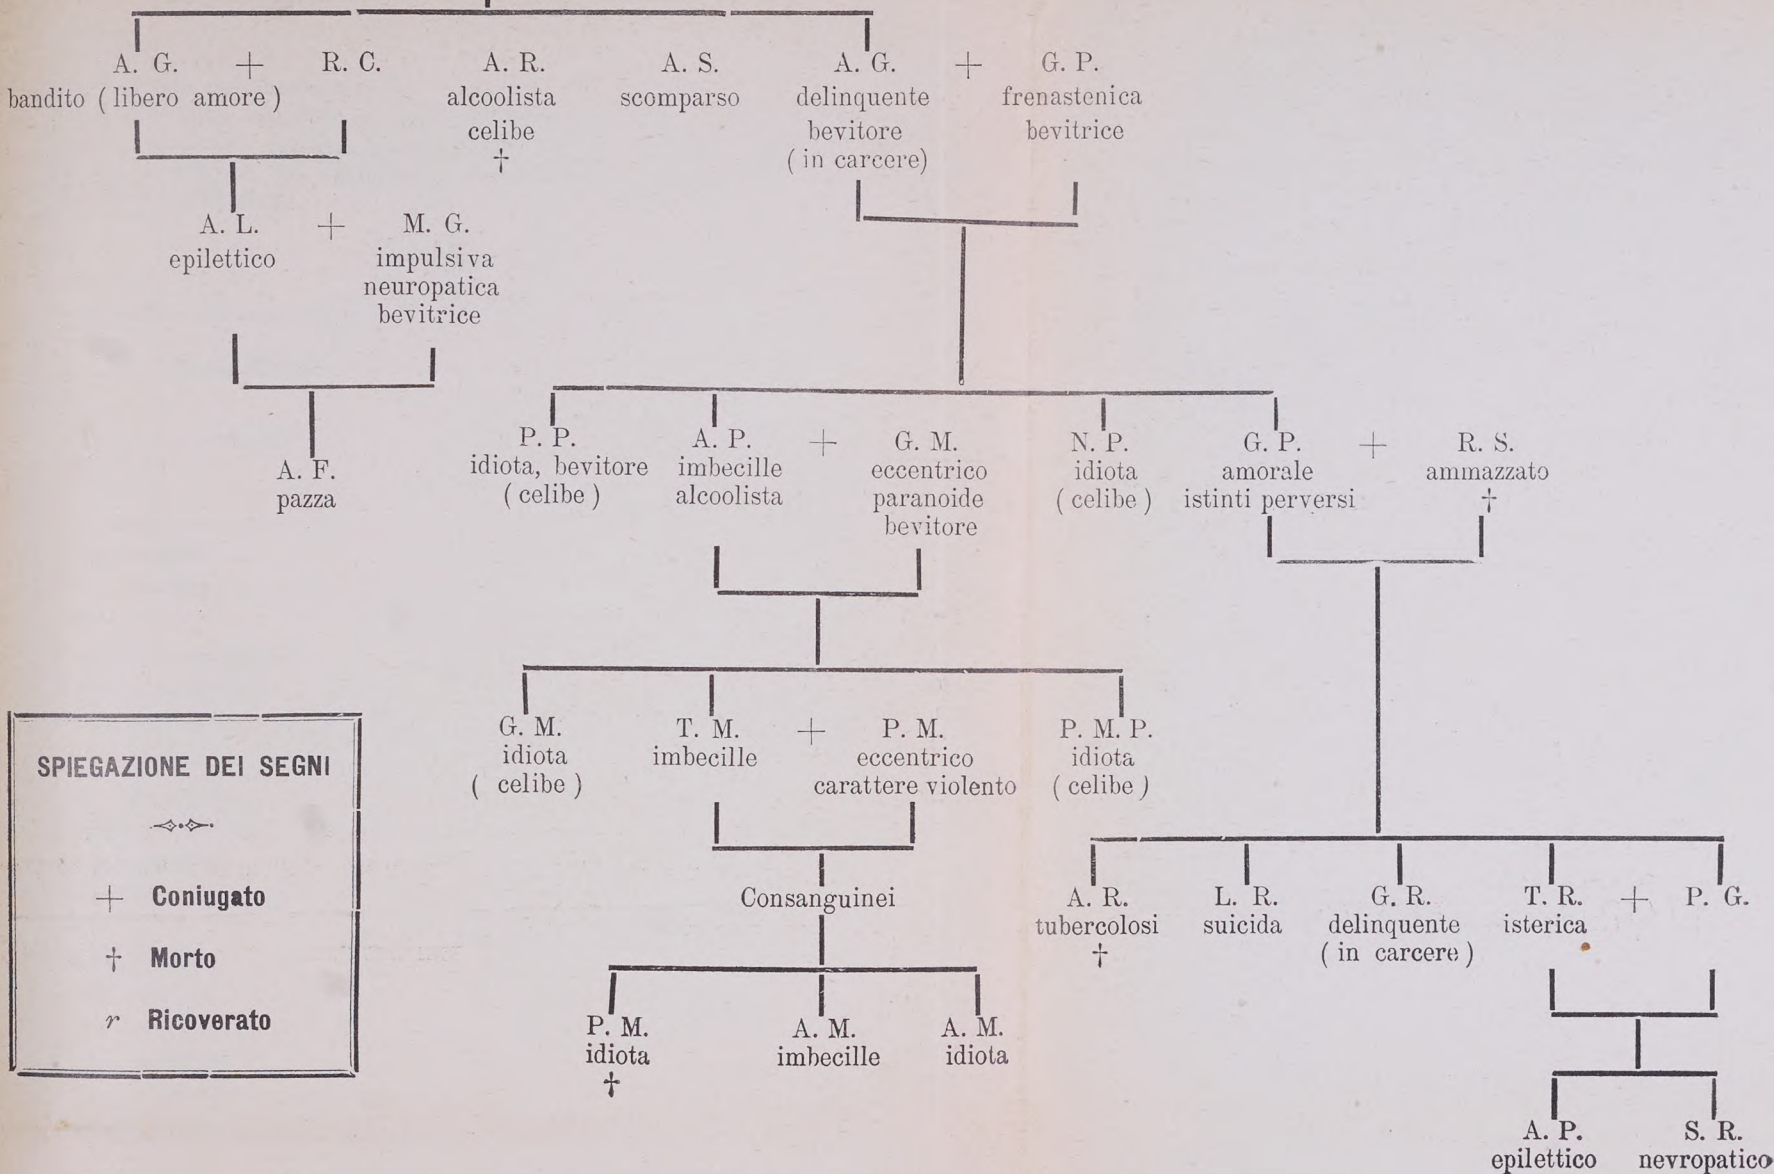 A. G. + R. C. A. R. A. S. A. G. + G. P.
bandito ( libero amore ) alcoolista scomparso delinquente frenastenica
celibe bevitore bevitrice
† ( in carcere)
A. L. + M. G.
epilettico impulsiva
neuropatica
bevitrice
A. F.
pazza
P. P. A. P. + G. M. N. P. G. P. + R. S.
idiota, bevitore imbecille eccentrico idiota amorale ammazzato
( celibe ) alcoolista paranoide ( celibe ) istinti perversi †
bevitore
G. M. T. M. + P. M. P. M. P.
idiota imbecille eccentrico idiota
( celibe ) carattere violento ( celibe )
Consanguinei
P. M. A. M. A. M.
idiota imbecille idiota
†
A. R. L. R. G. R. T. R. + P. G.
tubercolosi suicida delinquente isterica
† ( in carcere )
A. P. S. R.
epilettico nevropatico
SPIEGAZIONE DEI SEGNI
+ Coniugato
† Morto
r Ricoverato